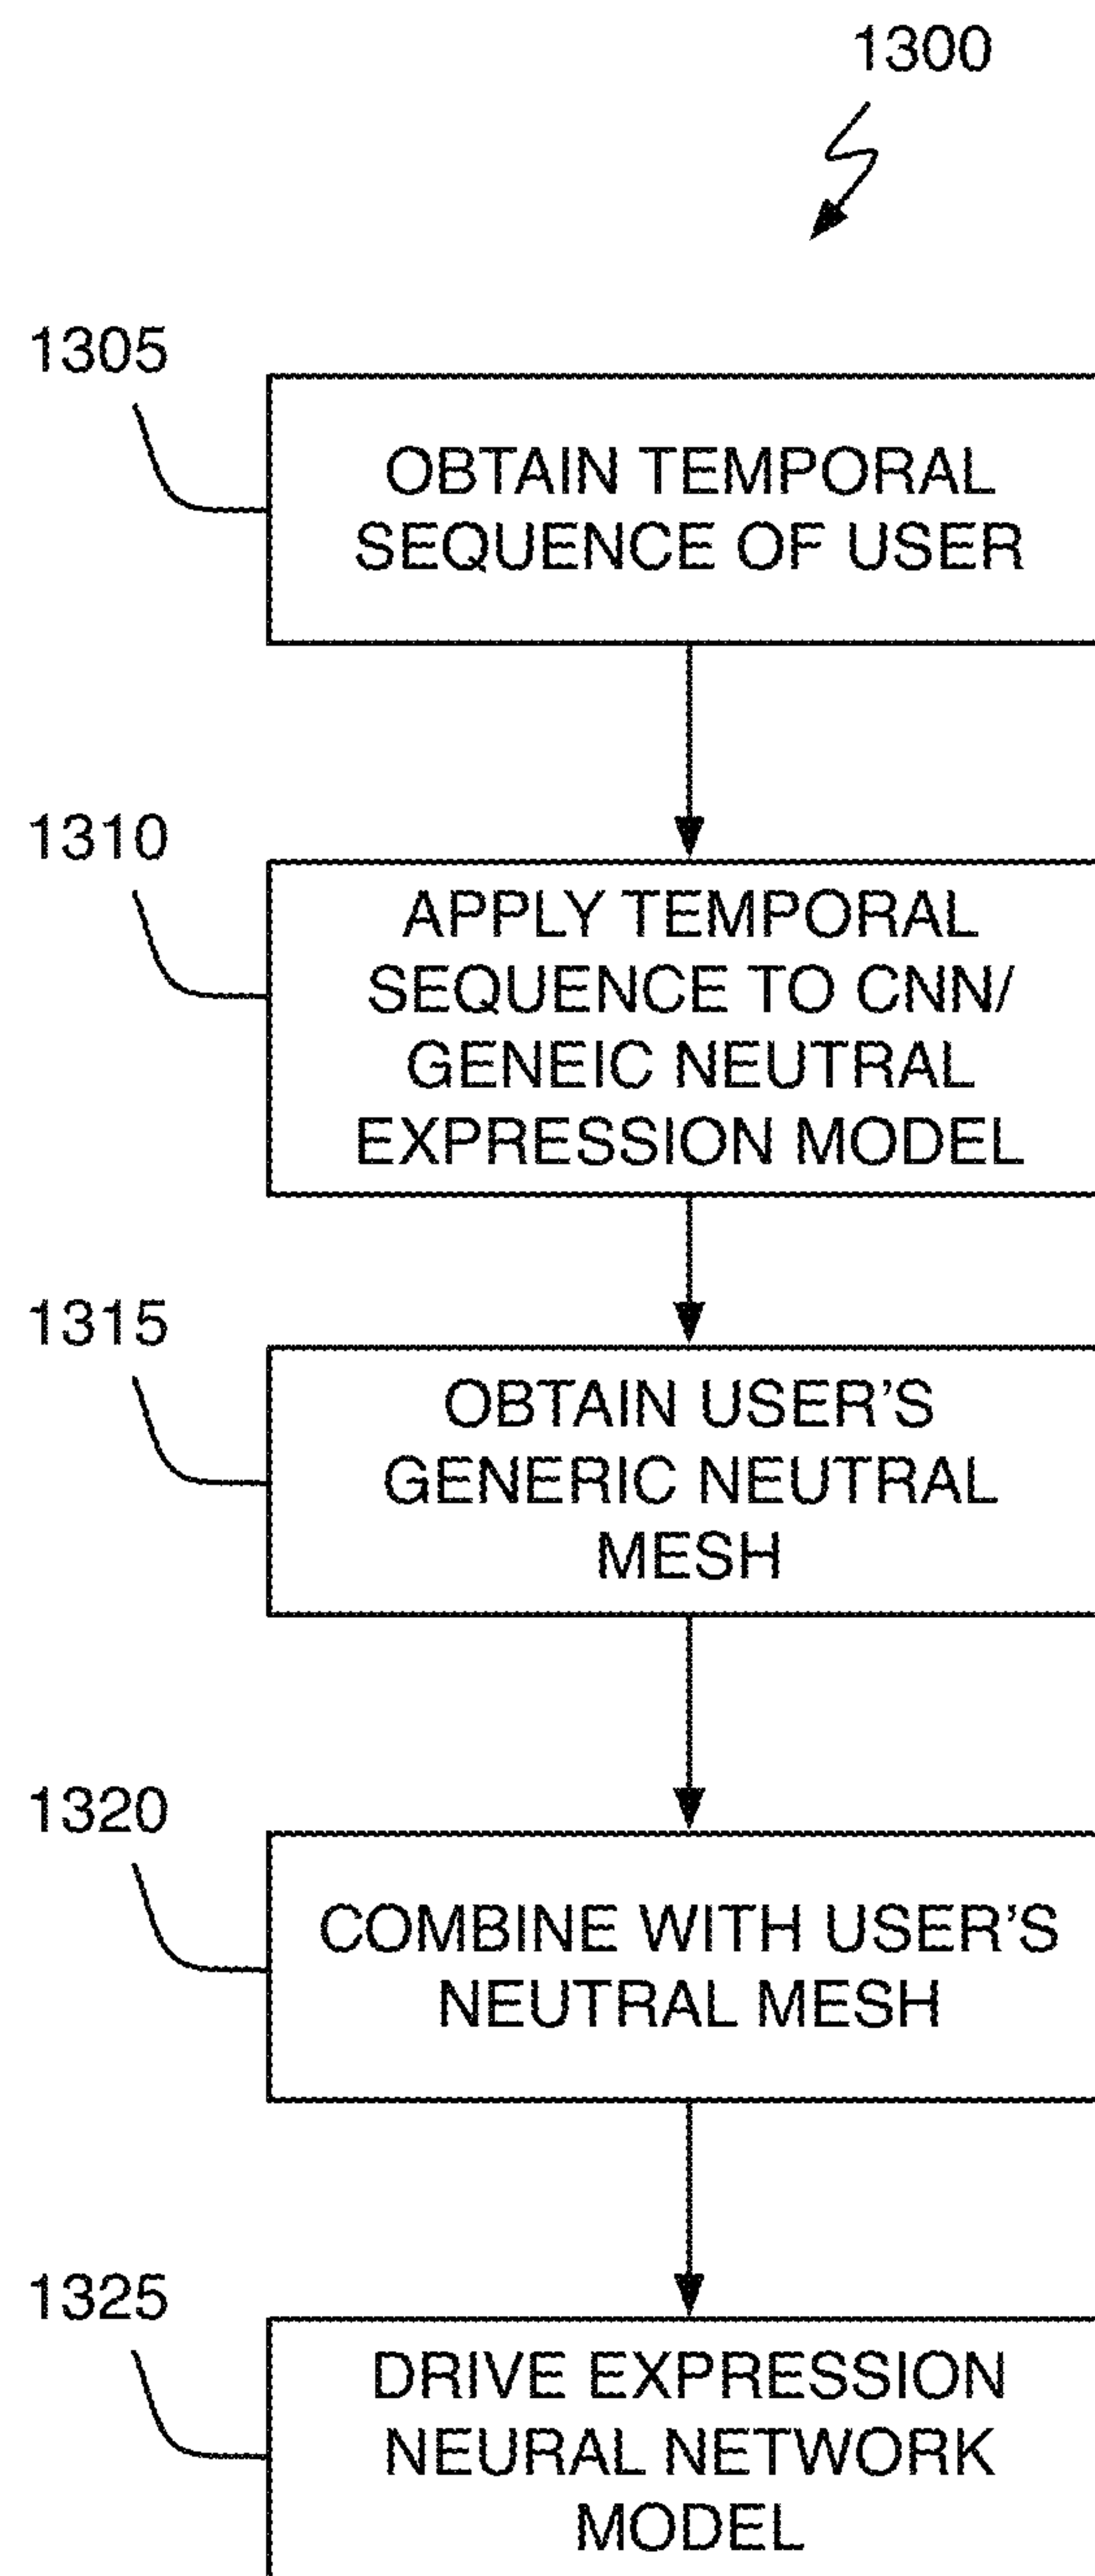 1300
1305
OBTAIN TEMPORAL
SEQUENCE OF USER
1310
APPLY TEMPORAL
SEQUENCE TO CNN/
GENEIC NEUTRAL
EXPRESSION MODEL
1315
OBTAIN USER'S
GENERIC NEUTRAL
MESH
1320
COMBINE WITH USER'S
NEUTRAL MESH
1325
DRIVE EXPRESSION
NEURAL NETWORK
MODEL